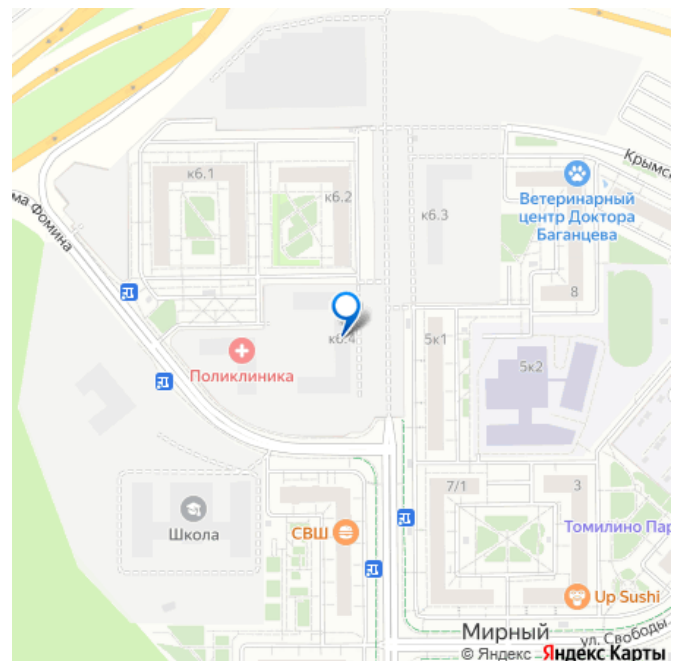 Крымск
Ветеринарный
центр Доктора
Баганцева
к6.1
к6.2
к6.3
ма Фомина
8
к6.4
5к1
5к2
Поликлиника
7/1
3
Школа
СВШ
Томилино Пар
Up Sushi
Мирный
ул. Свободы
© Яндекс Яндекс Карты